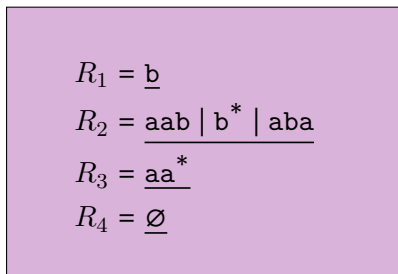 R₁ = b
R₂ = aab | b* | aba
R₃ = aa*
R₄ = ∅